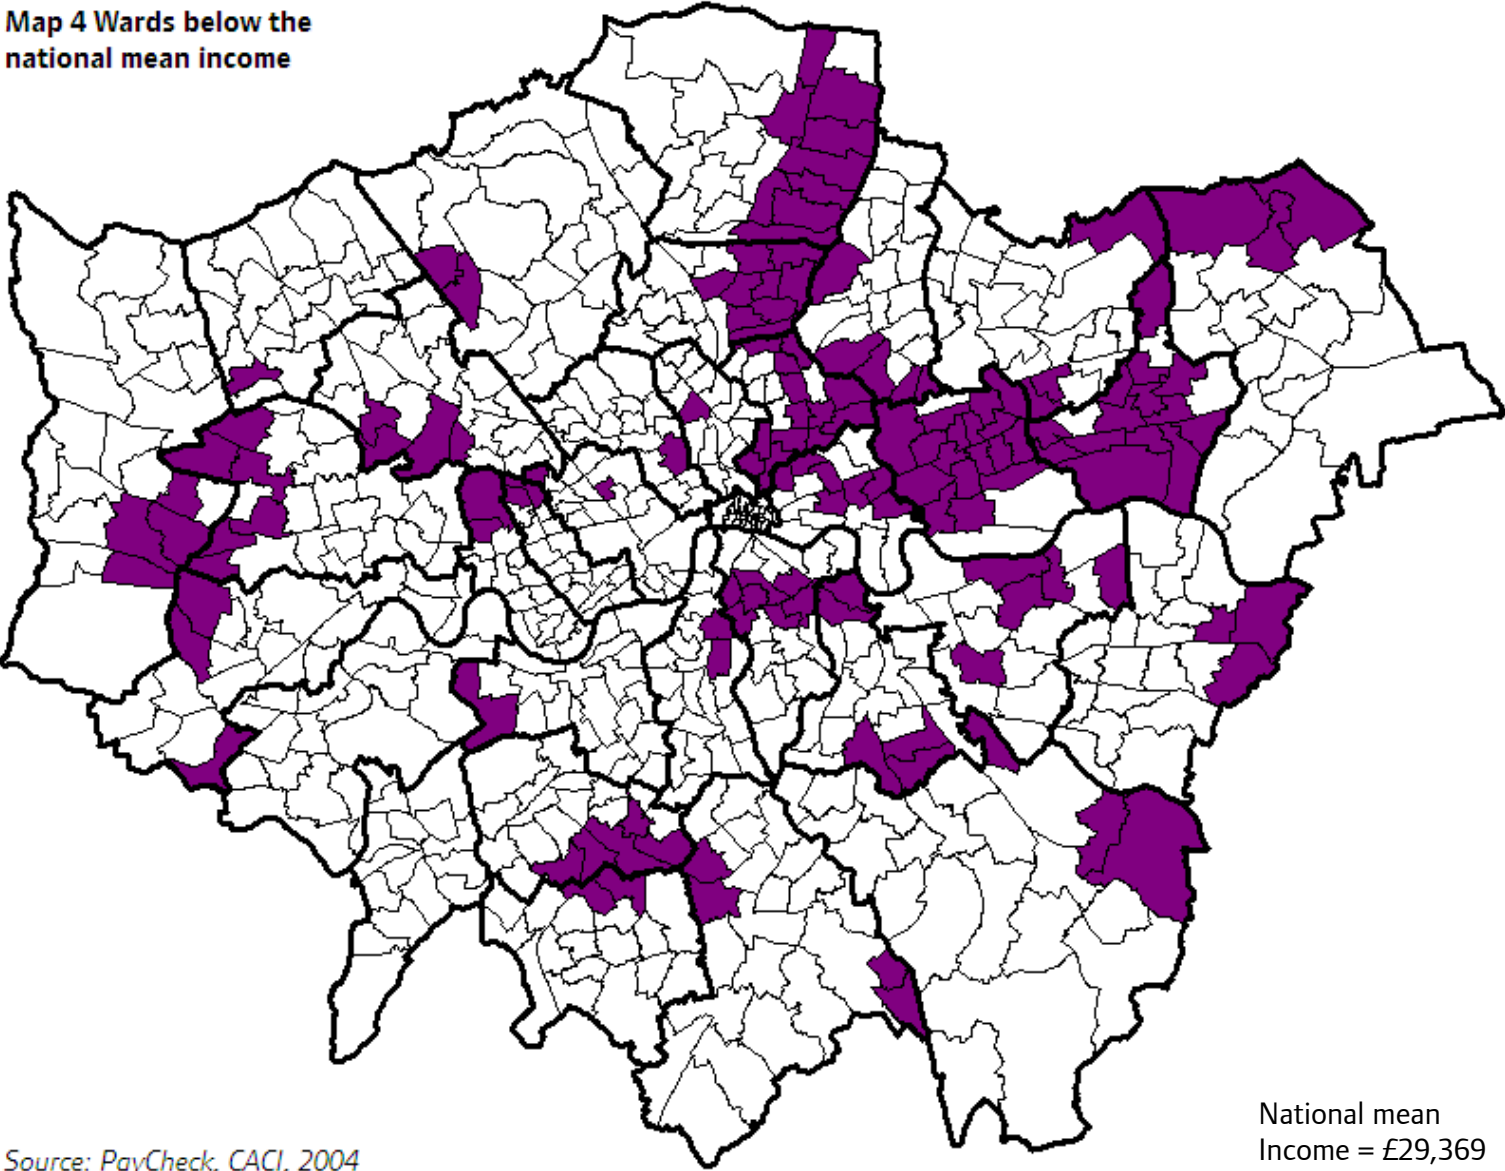 Map 4 Wards below the
national mean income
National mean
Income = £29,369
Source: PayCheck, CACI, 2004